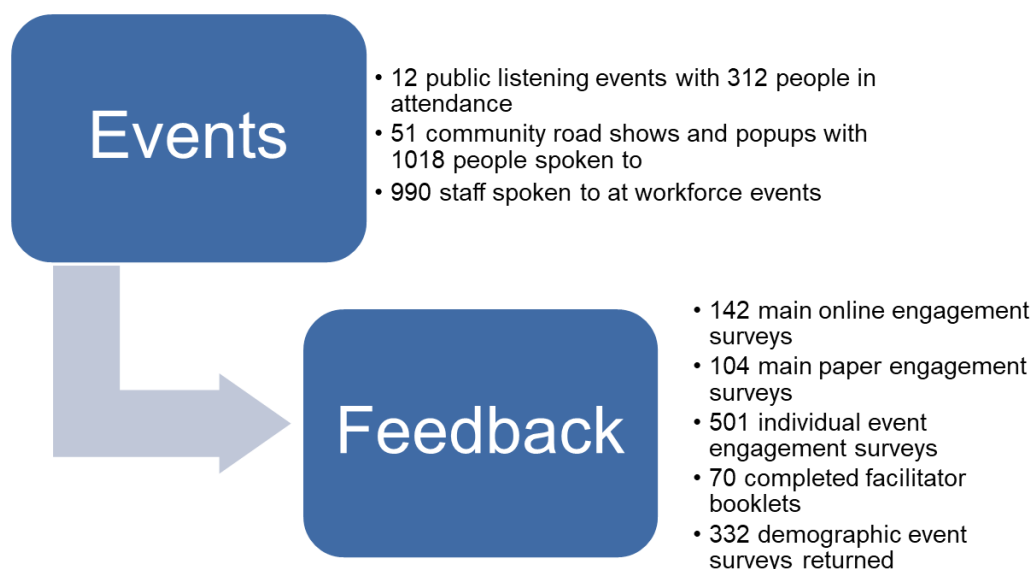 Events
• 12 public listening events with 312 people in
attendance
• 51 community road shows and popups with
1018 people spoken to
• 990 staff spoken to at workforce events
Feedback
• 142 main online engagement
surveys
• 104 main paper engagement
surveys
• 501 individual event
engagement surveys
• 70 completed facilitator
booklets
• 332 demographic event
surveys returned